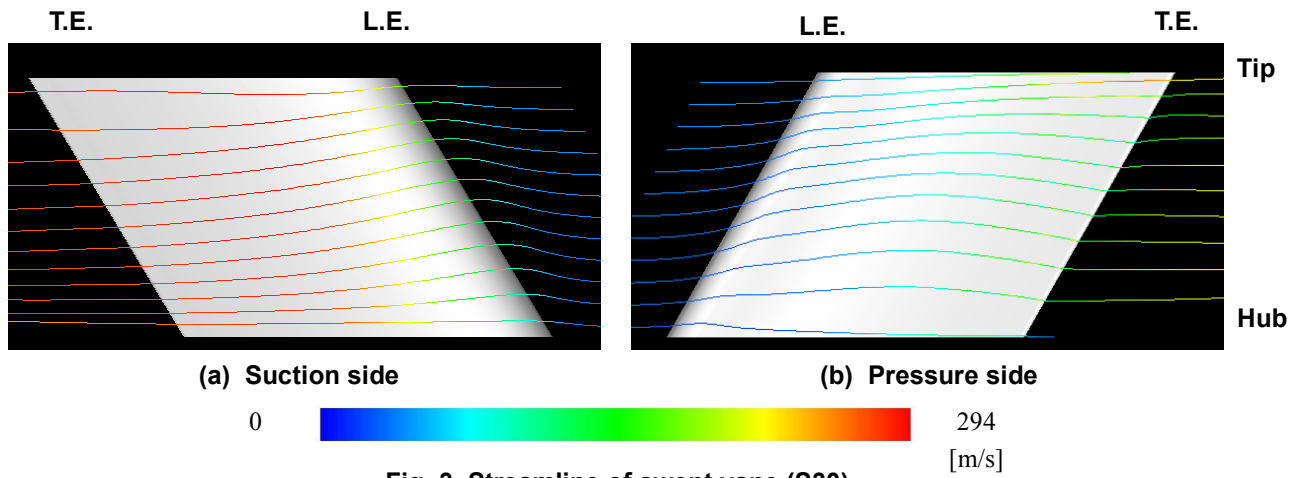 T.E. L.E.
L.E. T.E.
Tip
Hub
(a) Suction side
(b) Pressure side
0
294
[m/s]